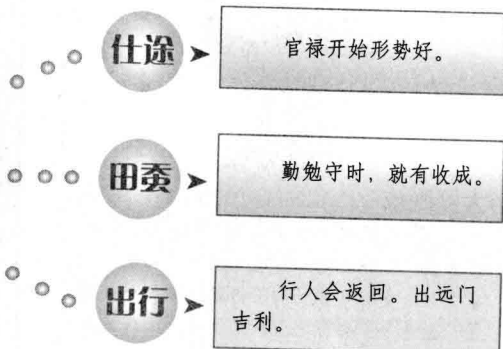 仕途
官禄开始形势好。
田蚕
勤勉守时，就有收成。
出行
行人会返回。出远门
吉利。